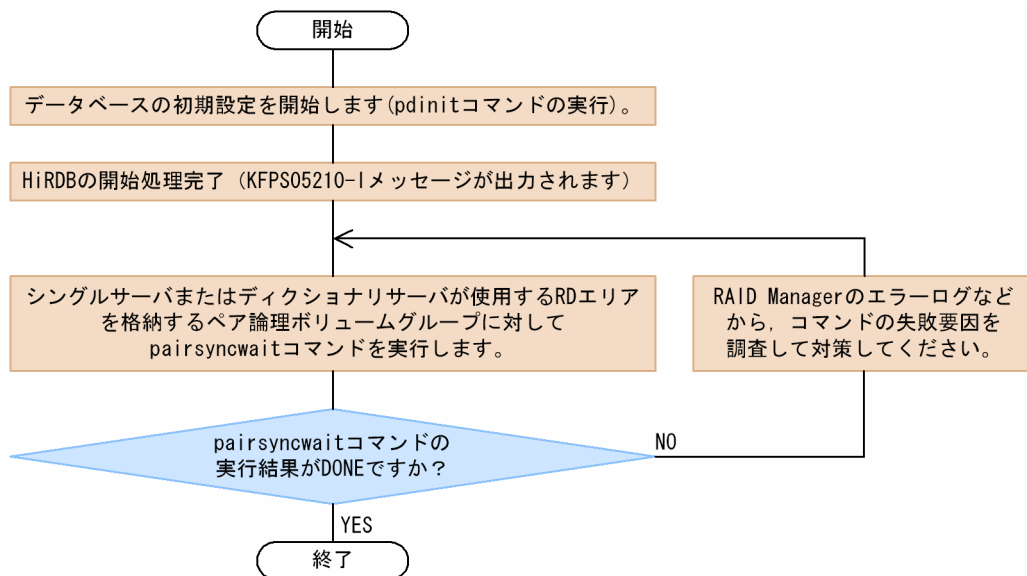 開始
データベースの初期設定を開始します(pdinitコマンドの実行)。
HiRDBの開始処理完了(KFPS05210-Iメッセージが出力されます)
シングルサーバまたはディクショナリサーバが使用するRDエリア
を格納するペア論理ボリュームグループに対して
pairsyncwaitコマンドを実行します。
RAID Managerのエラーログなど
から,コマンドの失敗要因を
調査して対策してください。
pairsyncwaitコマンドの
実行結果がDONEですか?
NO
YES
終了